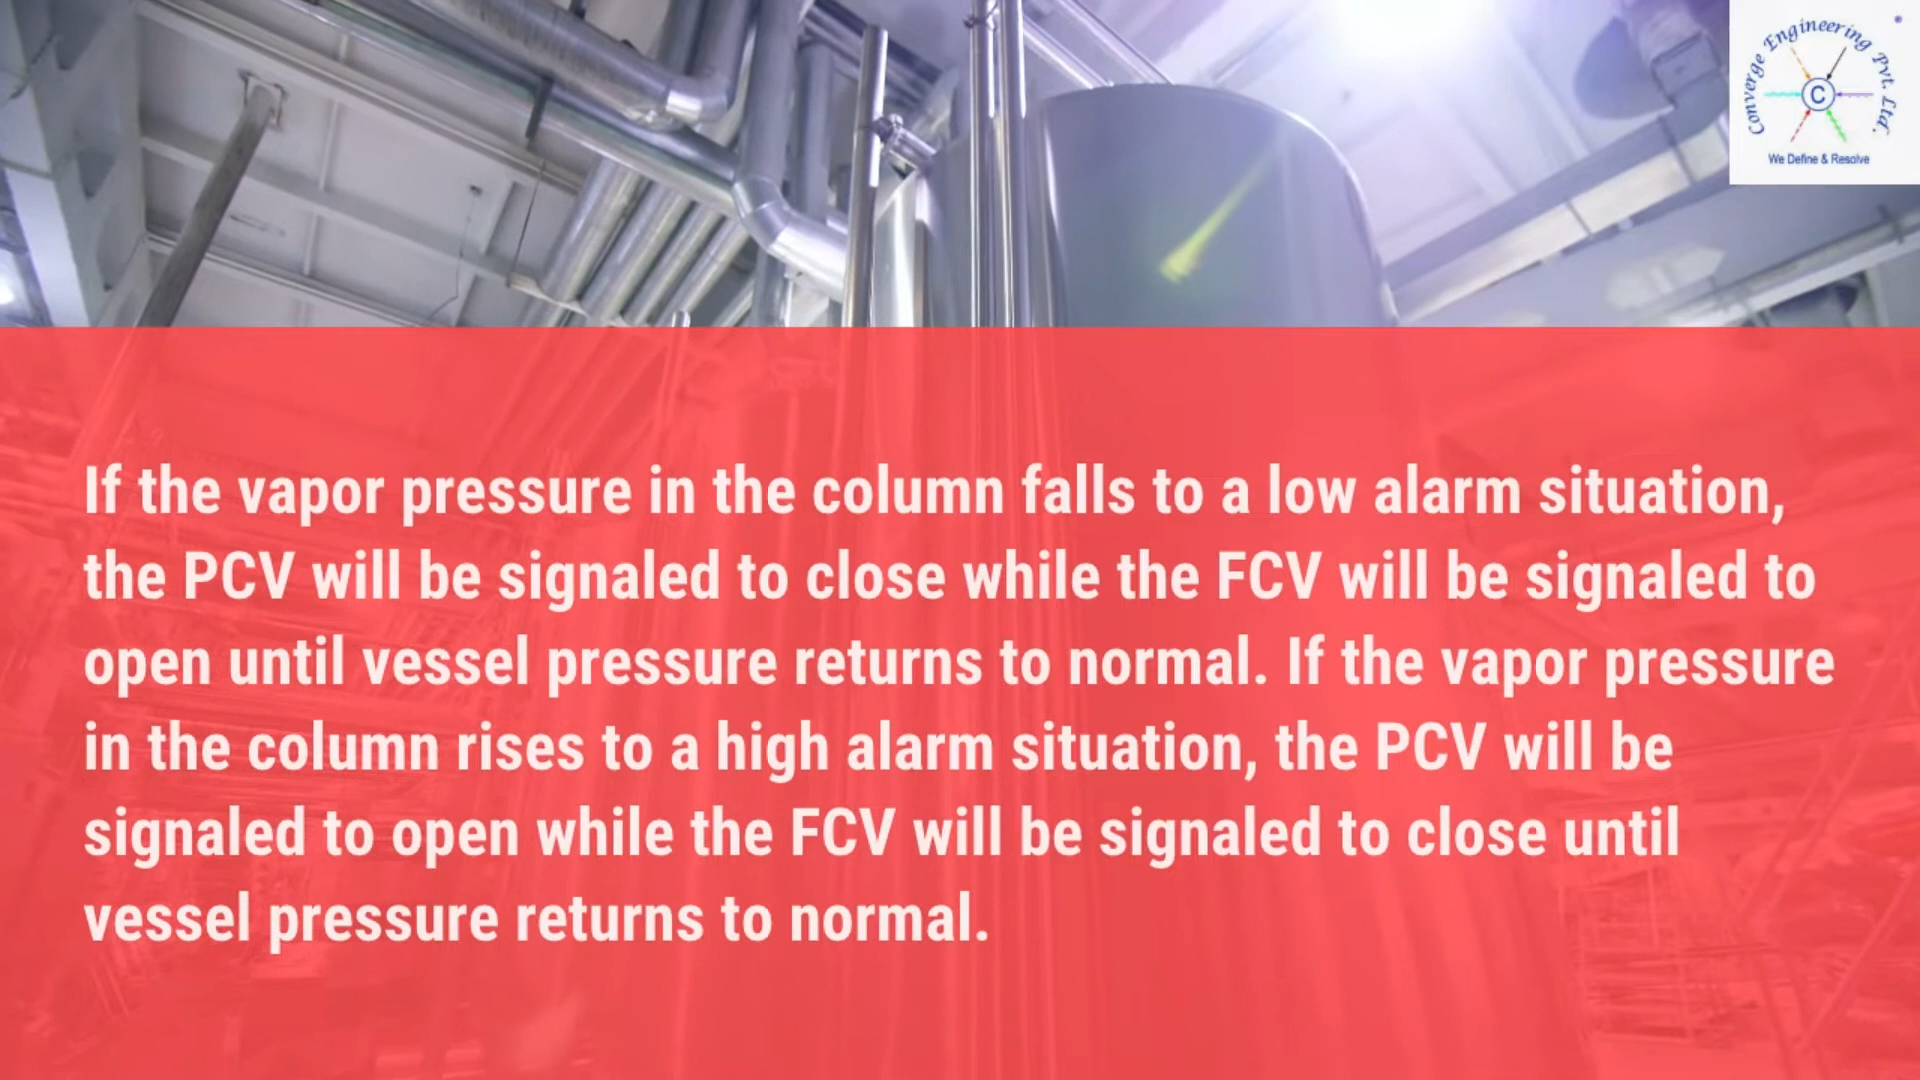 Converge Engineering Pvt. Ltd.
®
C
We Define & Resolve
If the vapor pressure in the column falls to a low alarm situation,
the PCV will be signaled to close while the FCV will be signaled to
open until vessel pressure returns to normal. If the vapor pressure
in the column rises to a high alarm situation, the PCV will be
signaled to open while the FCV will be signaled to close until
vessel pressure returns to normal.